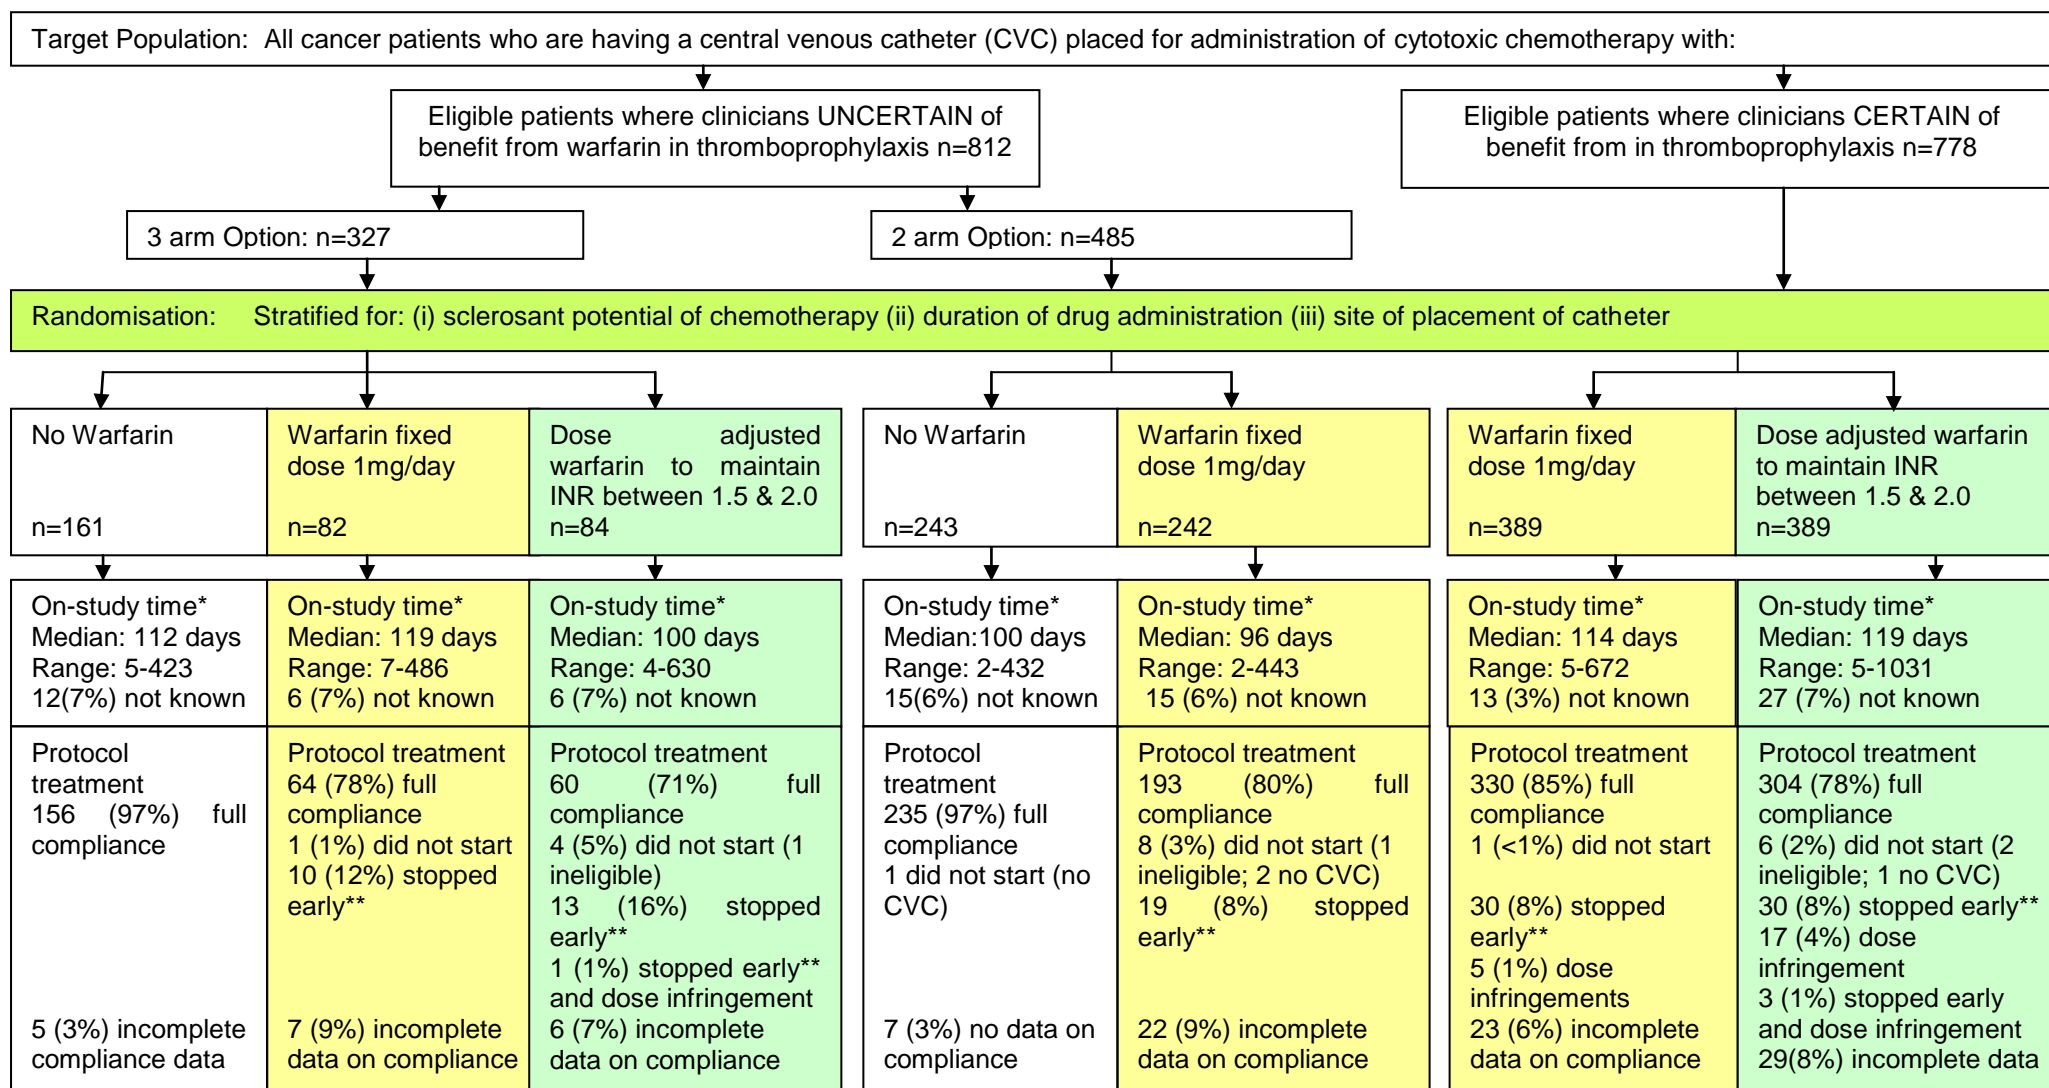 Target Population: All cancer patients who are having a central venous catheter (CVC) placed for administration of cytotoxic chemotherapy with:
Eligible patients where clinicians UNCERTAIN of
benefit from warfarin in thromboprophylaxis n=812
Eligible patients where clinicians CERTAIN of
benefit from in thromboprophylaxis n=778
3 arm Option: n=327
2 arm Option: n=485
Randomisation: Stratified for: (i) sclerosant potential of chemotherapy (ii) duration of drug administration (iii) site of placement of catheter
No Warfarin
n=161
Warfarin fixed
dose 1mg/day
n=82
Dose adjusted
warfarin to maintain
INR between 1.5 & 2.0
n=84
No Warfarin
n=243
Warfarin fixed
dose 1mg/day
n=242
Warfarin fixed
dose 1mg/day
n=389
Dose adjusted warfarin
to maintain INR
between 1.5 & 2.0
n=389
On-study time*
Median: 112 days
Range: 5-423
12(7%) not known
On-study time*
Median: 119 days
Range: 7-486
6 (7%) not known
On-study time*
Median: 100 days
Range: 4-630
6 (7%) not known
On-study time*
Median:100 days
Range: 2-432
15(6%) not known
On-study time*
Median: 96 days
Range: 2-443
15 (6%) not known
On-study time*
Median: 114 days
Range: 5-672
13 (3%) not known
On-study time*
Median: 119 days
Range: 5-1031
27 (7%) not known
Protocol
treatment
156 (97%) full
compliance
5 (3%) incomplete
compliance data
Protocol treatment
64 (78%) full
compliance
1 (1%) did not start
10 (12%) stopped
early**
7 (9%) incomplete
data on compliance
Protocol treatment
60 (71%) full
compliance
4 (5%) did not start (1
ineligible)
13 (16%) stopped
early**
1 (1%) stopped early**
and dose infringement
6 (7%) incomplete
data on compliance
Protocol
treatment
235 (97%) full
compliance
1 did not start (no
CVC)
7 (3%) no data on
compliance
Protocol treatment
193 (80%) full
compliance
8 (3%) did not start (1
ineligible; 2 no CVC)
19 (8%) stopped
early**
22 (9%) incomplete
data on compliance
Protocol treatment
330 (85%) full
compliance
1 (<1%) did not start
30 (8%) stopped
early**
5 (1%) dose
infringements
23 (6%) incomplete
data on compliance
Protocol treatment
304 (78%) full
compliance
6 (2%) did not start (2
ineligible; 1 no CVC)
30 (8%) stopped early**
17 (4%) dose
infringement
3 (1%) stopped early
and dose infringement
29(8%) incomplete data